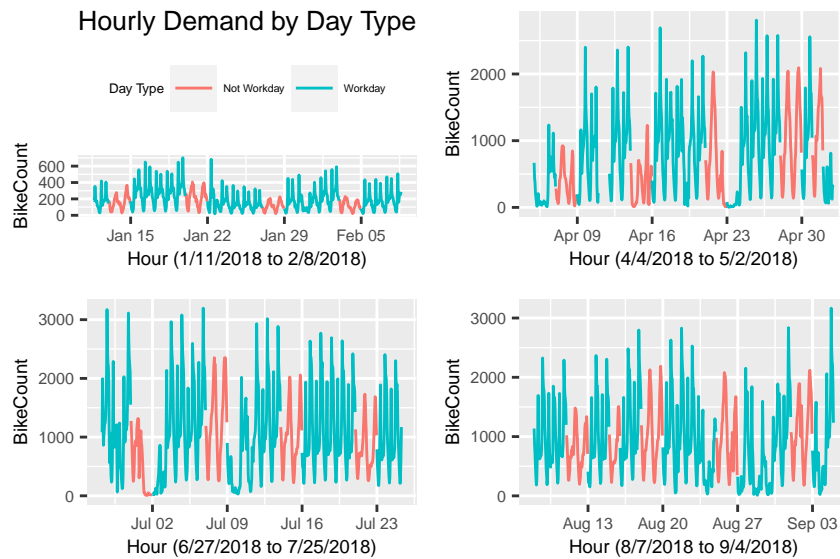 Hourly Demand by Day Type
Day Type Not Workday Workday
BikeCount
600
400
200
0
Jan 15 Jan 22 Jan 29 Feb 05
Hour (1/11/2018 to 2/8/2018)
BikeCount
2000
1000
0
Apr 09 Apr 16 Apr 23 Apr 30
Hour (4/4/2018 to 5/2/2018)
BikeCount
3000
2000
1000
0
Jul 02 Jul 09 Jul 16 Jul 23
Hour (6/27/2018 to 7/25/2018)
BikeCount
3000
2000
1000
0
Aug 13 Aug 20 Aug 27 Sep 03
Hour (8/7/2018 to 9/4/2018)